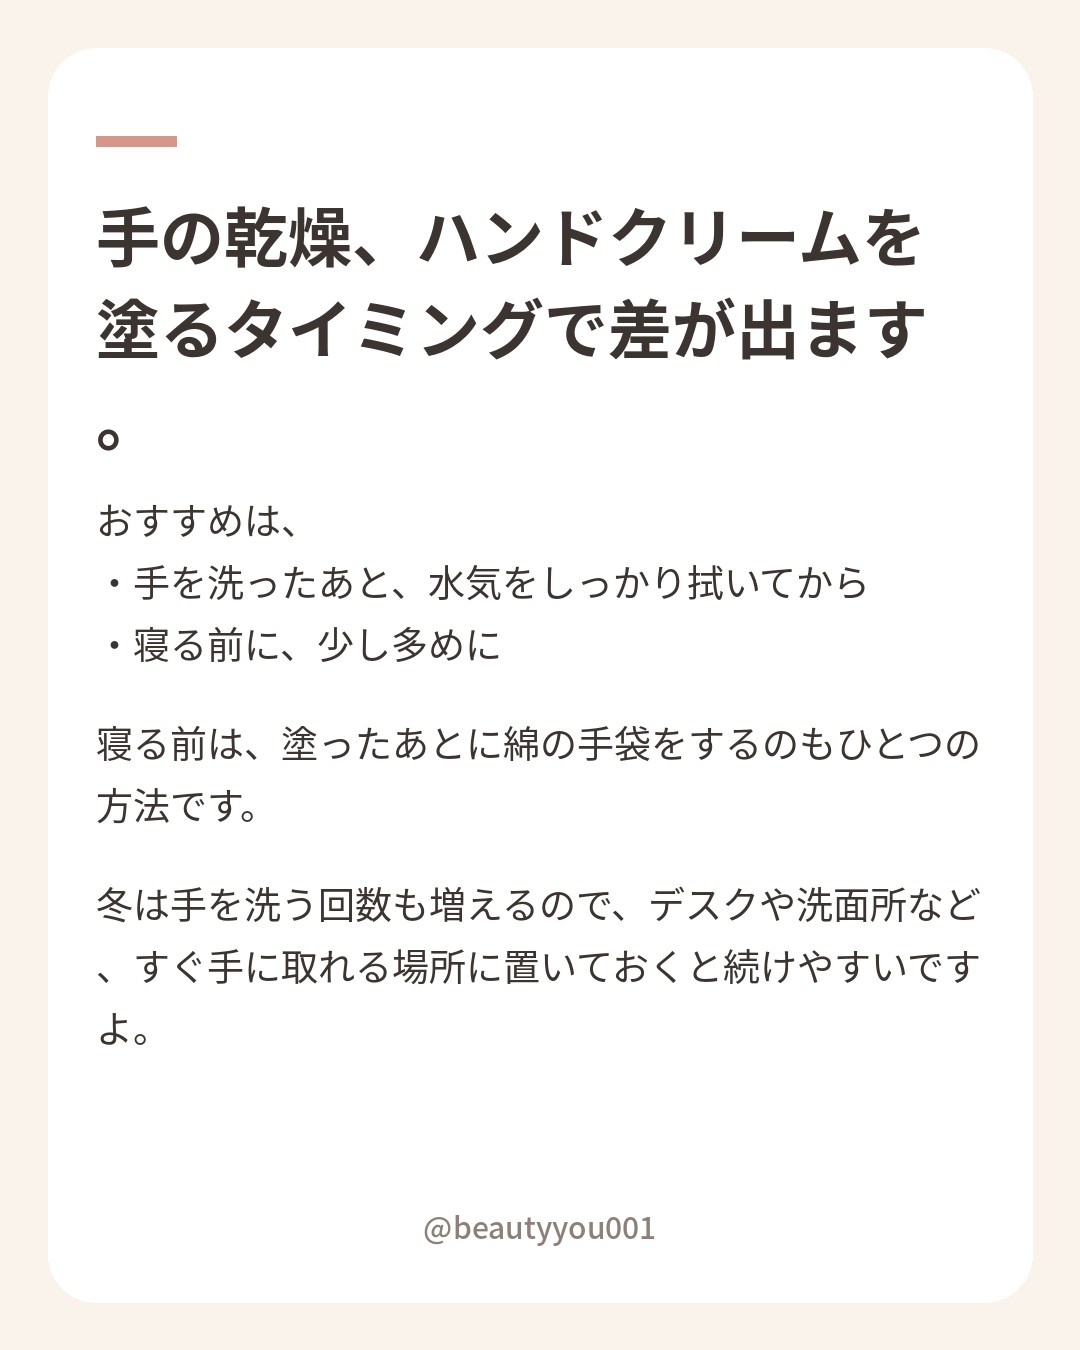 手の乾燥、ハンドクリームを
塗るタイミングで差が出ます
。
おすすめは、
・手を洗ったあと、水気をしっかり拭いてから
・寝る前に、少し多めに
寝る前は、塗ったあとに綿の手袋をするのもひとつの
方法です。
冬は手を洗う回数も増えるので、デスクや洗面所など
、すぐ手に取れる場所に置いておくと続けやすいです
よ。
@beautyyou001